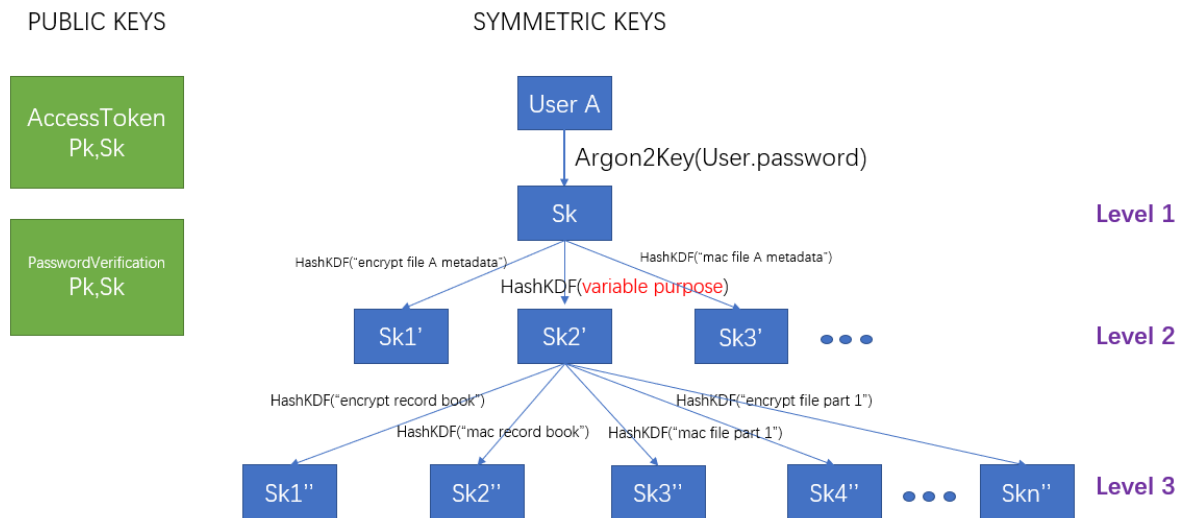 PUBLIC KEYS
SYMMETRIC KEYS
AccessToken
Pk,Sk
User A
Argon2Key(User.password)
Sk
Level 1
PasswordVerification
Pk,Sk
HashKDF(“encrypt file A metadata”)
HashKDF(“mac file A metadata”)
HashKDF(variable purpose)
Sk1'
Sk2'
Sk3'
Level 2
HashKDF(“encrypt record book”)
HashKDF(“encrypt file part 1”)
HashKDF(“mac record book”)
HashKDF(“mac file part 1”)
Sk1''
Sk2''
Sk3''
Sk4''
Skn''
Level 3